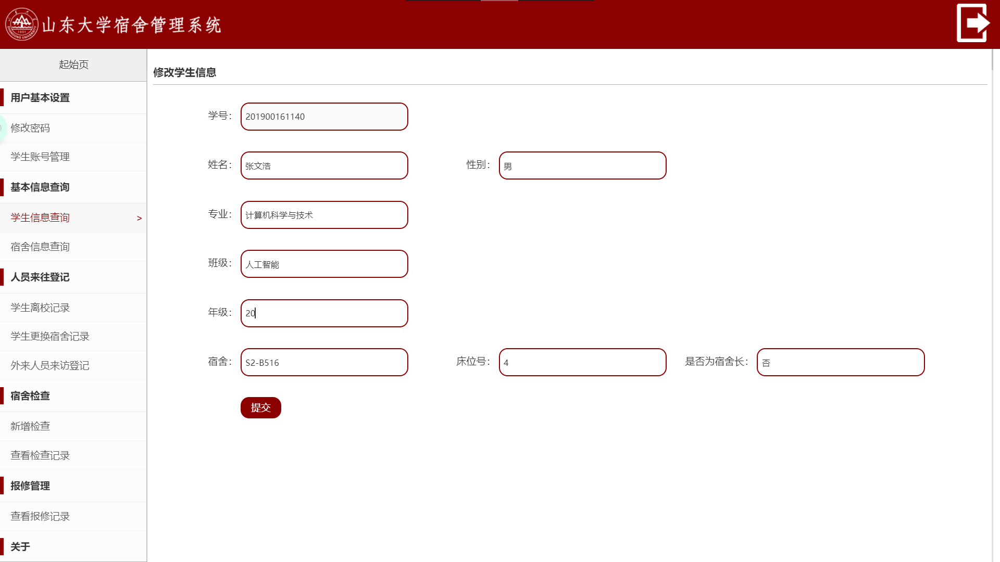 山东大学宿舍管理系统
SHANDONG UNIVERSITY
1901
起始页
用户基本设置
修改密码
学生账号管理
基本信息查询
学生信息查询 >
宿舍信息查询
人员来往登记
学生离校记录
学生更换宿舍记录
外来人员来访登记
宿舍检查
新增检查
查看检查记录
报修管理
查看报修记录
关于
修改学生信息
学号： 201900161140
姓名： 张文浩 性别： 男
专业： 计算机科学与技术
班级： 人工智能
年级： 20
宿舍： S2-B516 床位号： 4 是否为宿舍长： 否
提交